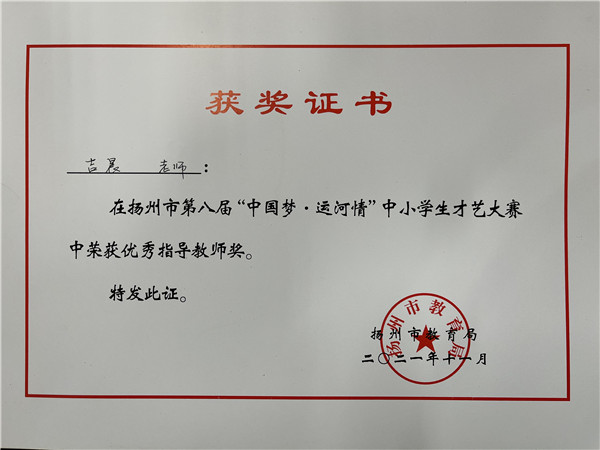 获奖证书
吉晨 老师：
在扬州市第八届“中国梦·运河情”中小学生才艺大赛
中荣获优秀指导教师奖。
特发此证。
扬州市教育局
扬州市教育局
二〇二一年十一月